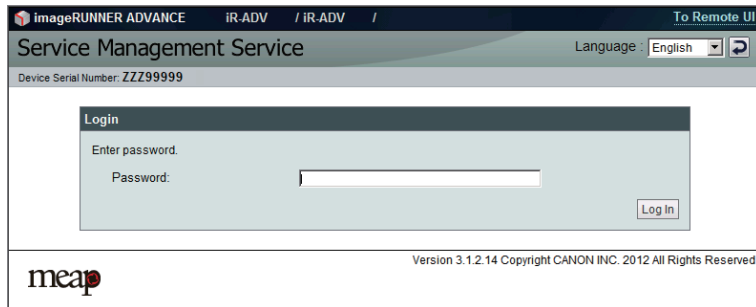 imageRUNNER ADVANCE iR-ADV / iR-ADV / To Remote UI
Service Management Service Language : English
Device Serial Number: ZZZ99999
Login
Enter password.
Password:
Log In
Version 3.1.2.14 Copyright CANON INC. 2012 All Rights Reserved
meap